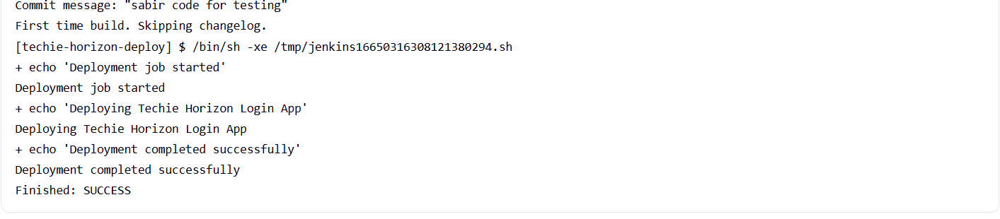 Commit message: "sabir code for testing"
First time build. Skipping changelog.
[techie-horizon-deploy] $ /bin/sh -xe /tmp/jenkins16650316308121380294.sh
+ echo 'Deployment job started'
Deployment job started
+ echo 'Deploying Techie Horizon Login App'
Deploying Techie Horizon Login App
+ echo 'Deployment completed successfully'
Deployment completed successfully
Finished: SUCCESS